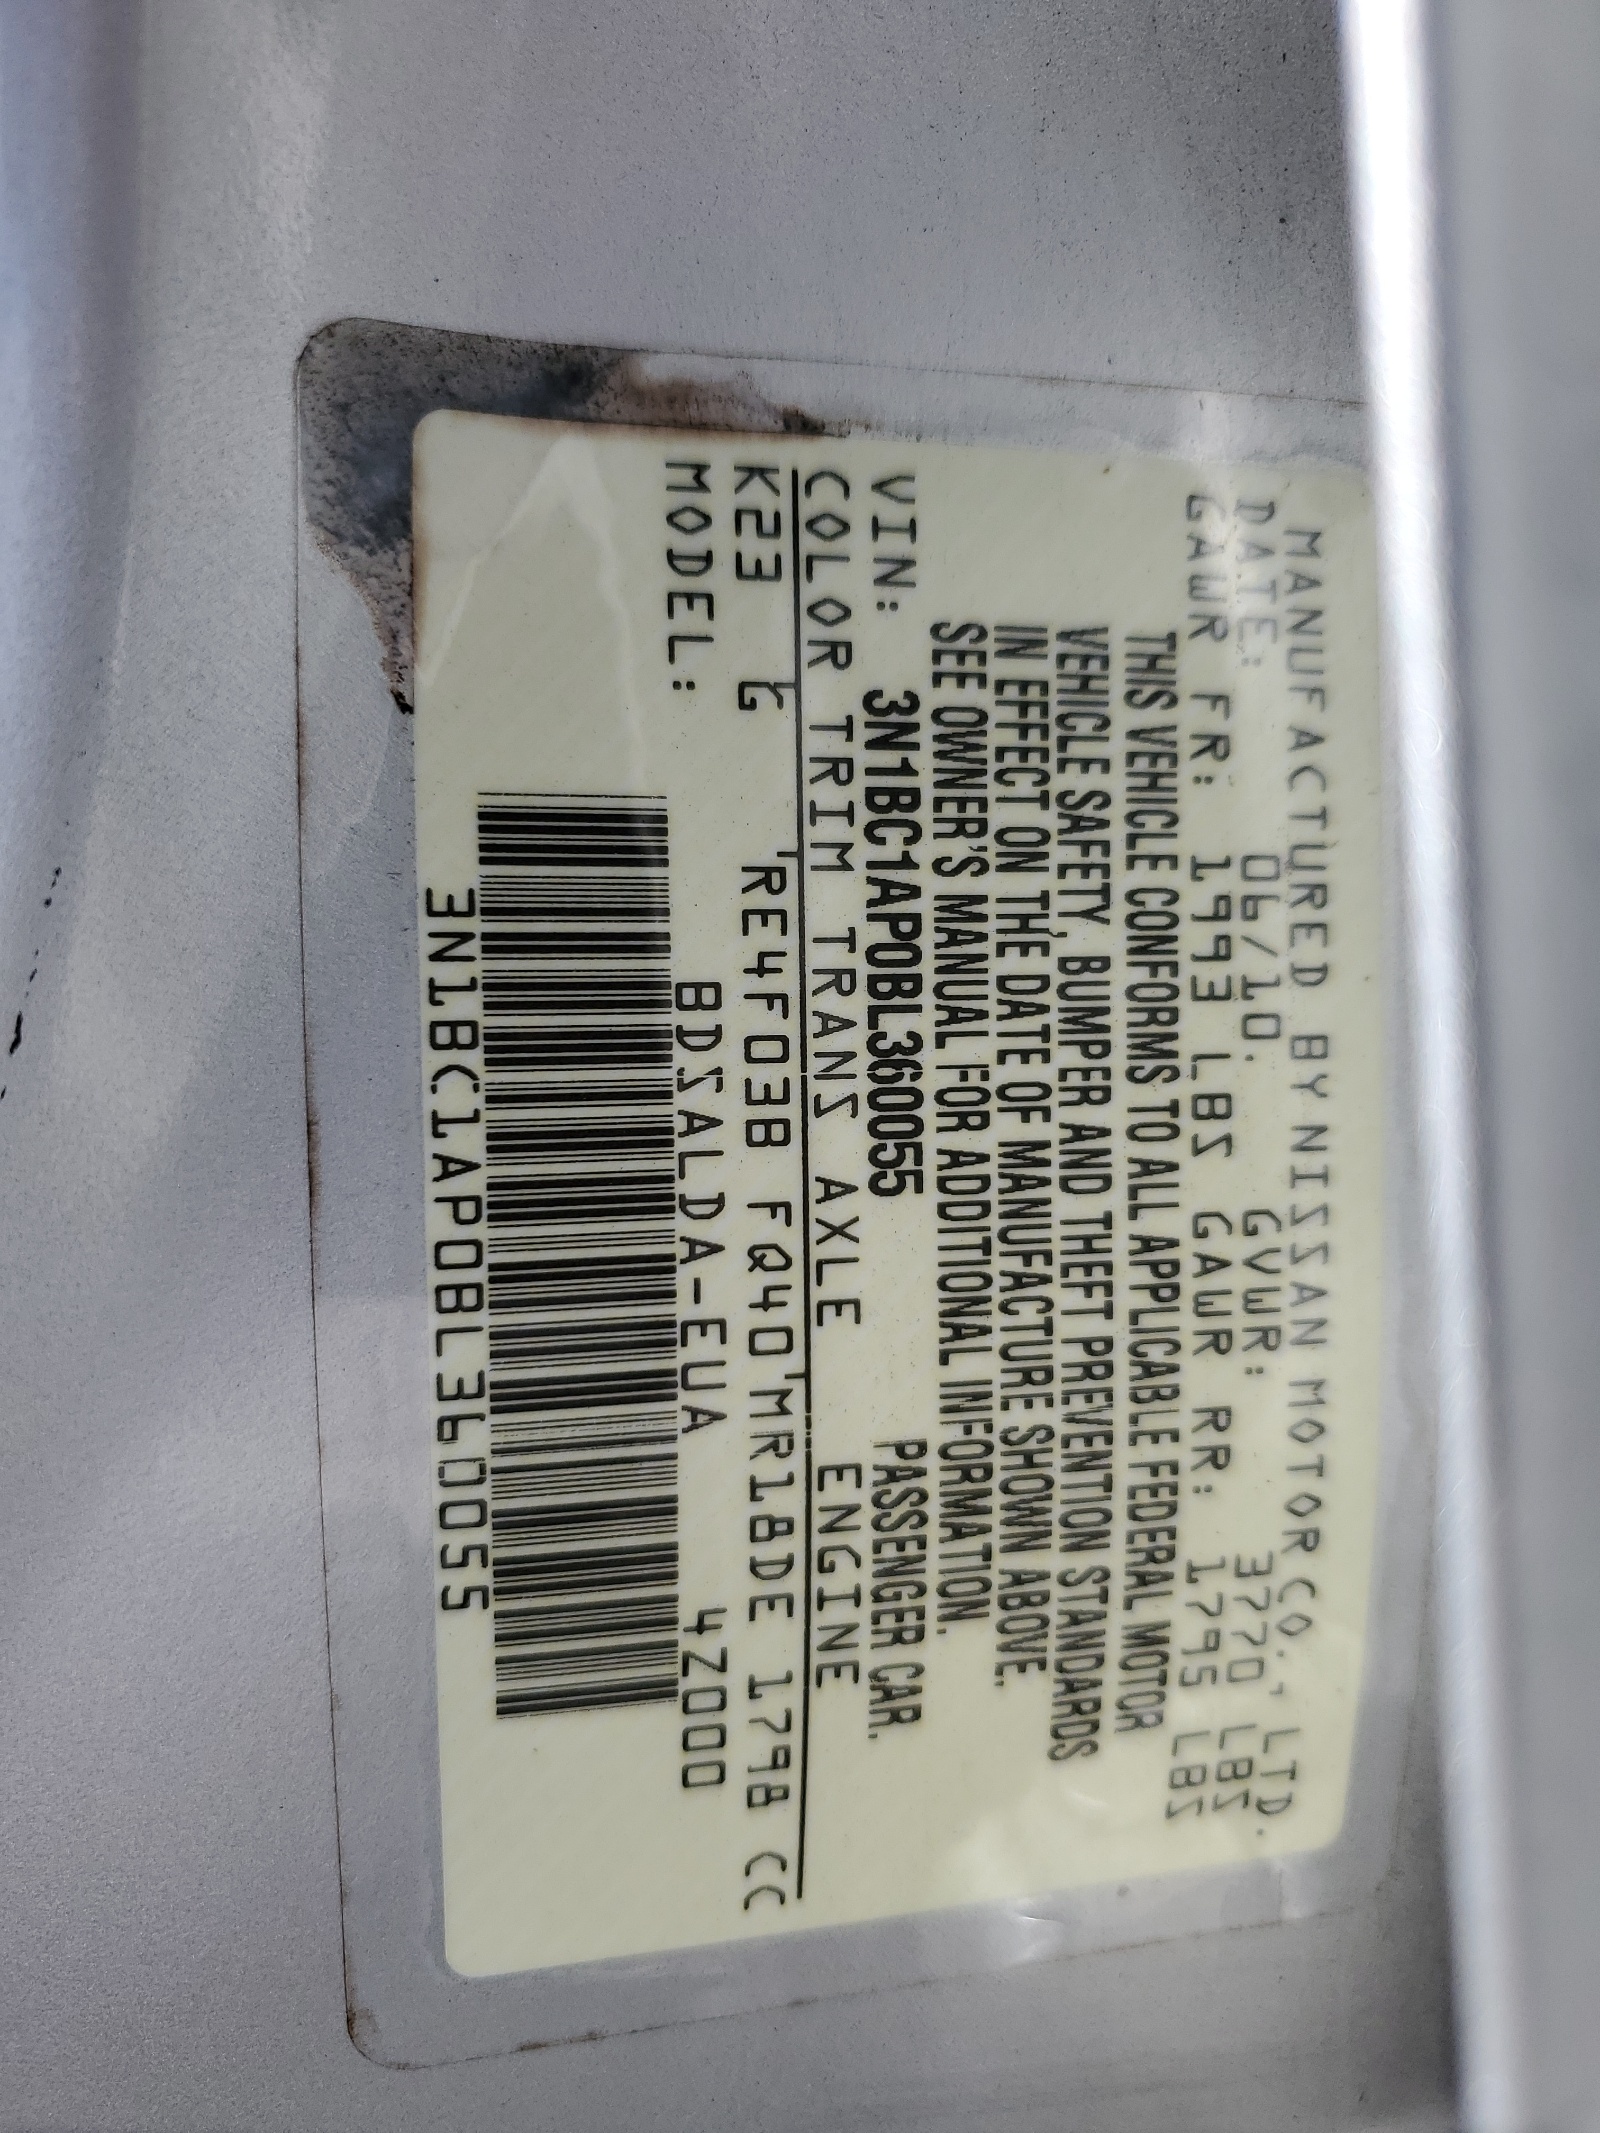 MANUFACTURED BY NISSAN MOTOR CO., LTD.
DATE: 06/10. GVWR: 3770 LBS
GAWR FR: 1993 LBS GAWR RR: 1795 LBS
THIS VEHICLE CONFORMS TO ALL APPLICABLE FEDERAL MOTOR
VEHICLE SAFETY, BUMPER AND THEFT PREVENTION STANDARDS
IN EFFECT ON THE DATE OF MANUFACTURE SHOWN ABOVE.
SEE OWNER'S MANUAL FOR ADDITIONAL INFORMATION.
VIN: 3N1BC1AP0BL360055 PASSENGER CAR.
COLOR TRIM TRANS AXLE ENGINE
K23 G RE4F03B FQ40 MR18DE 1798 CC
MODEL: BDSALDA-EUA 4Z000
3N1BC1AP0BL360055